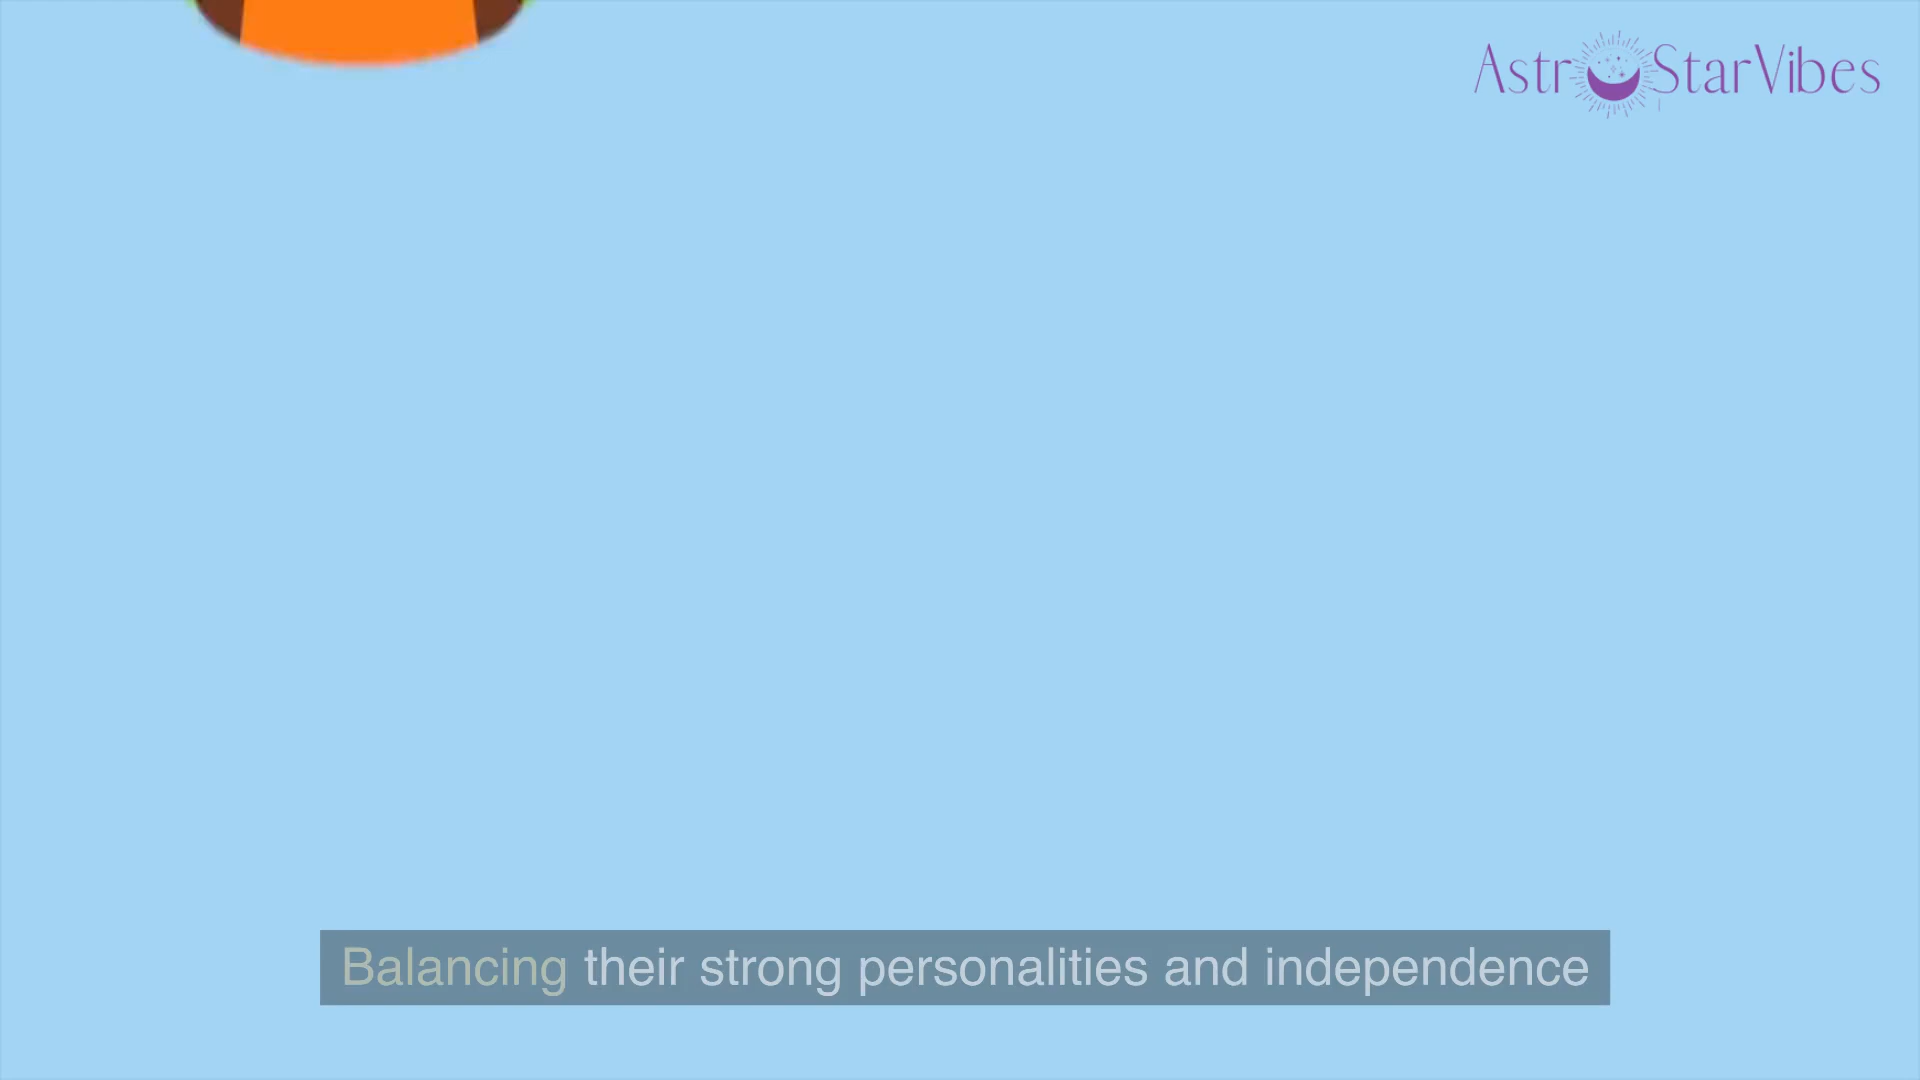 AstroStarVibes
Balancing their strong personalities and independence